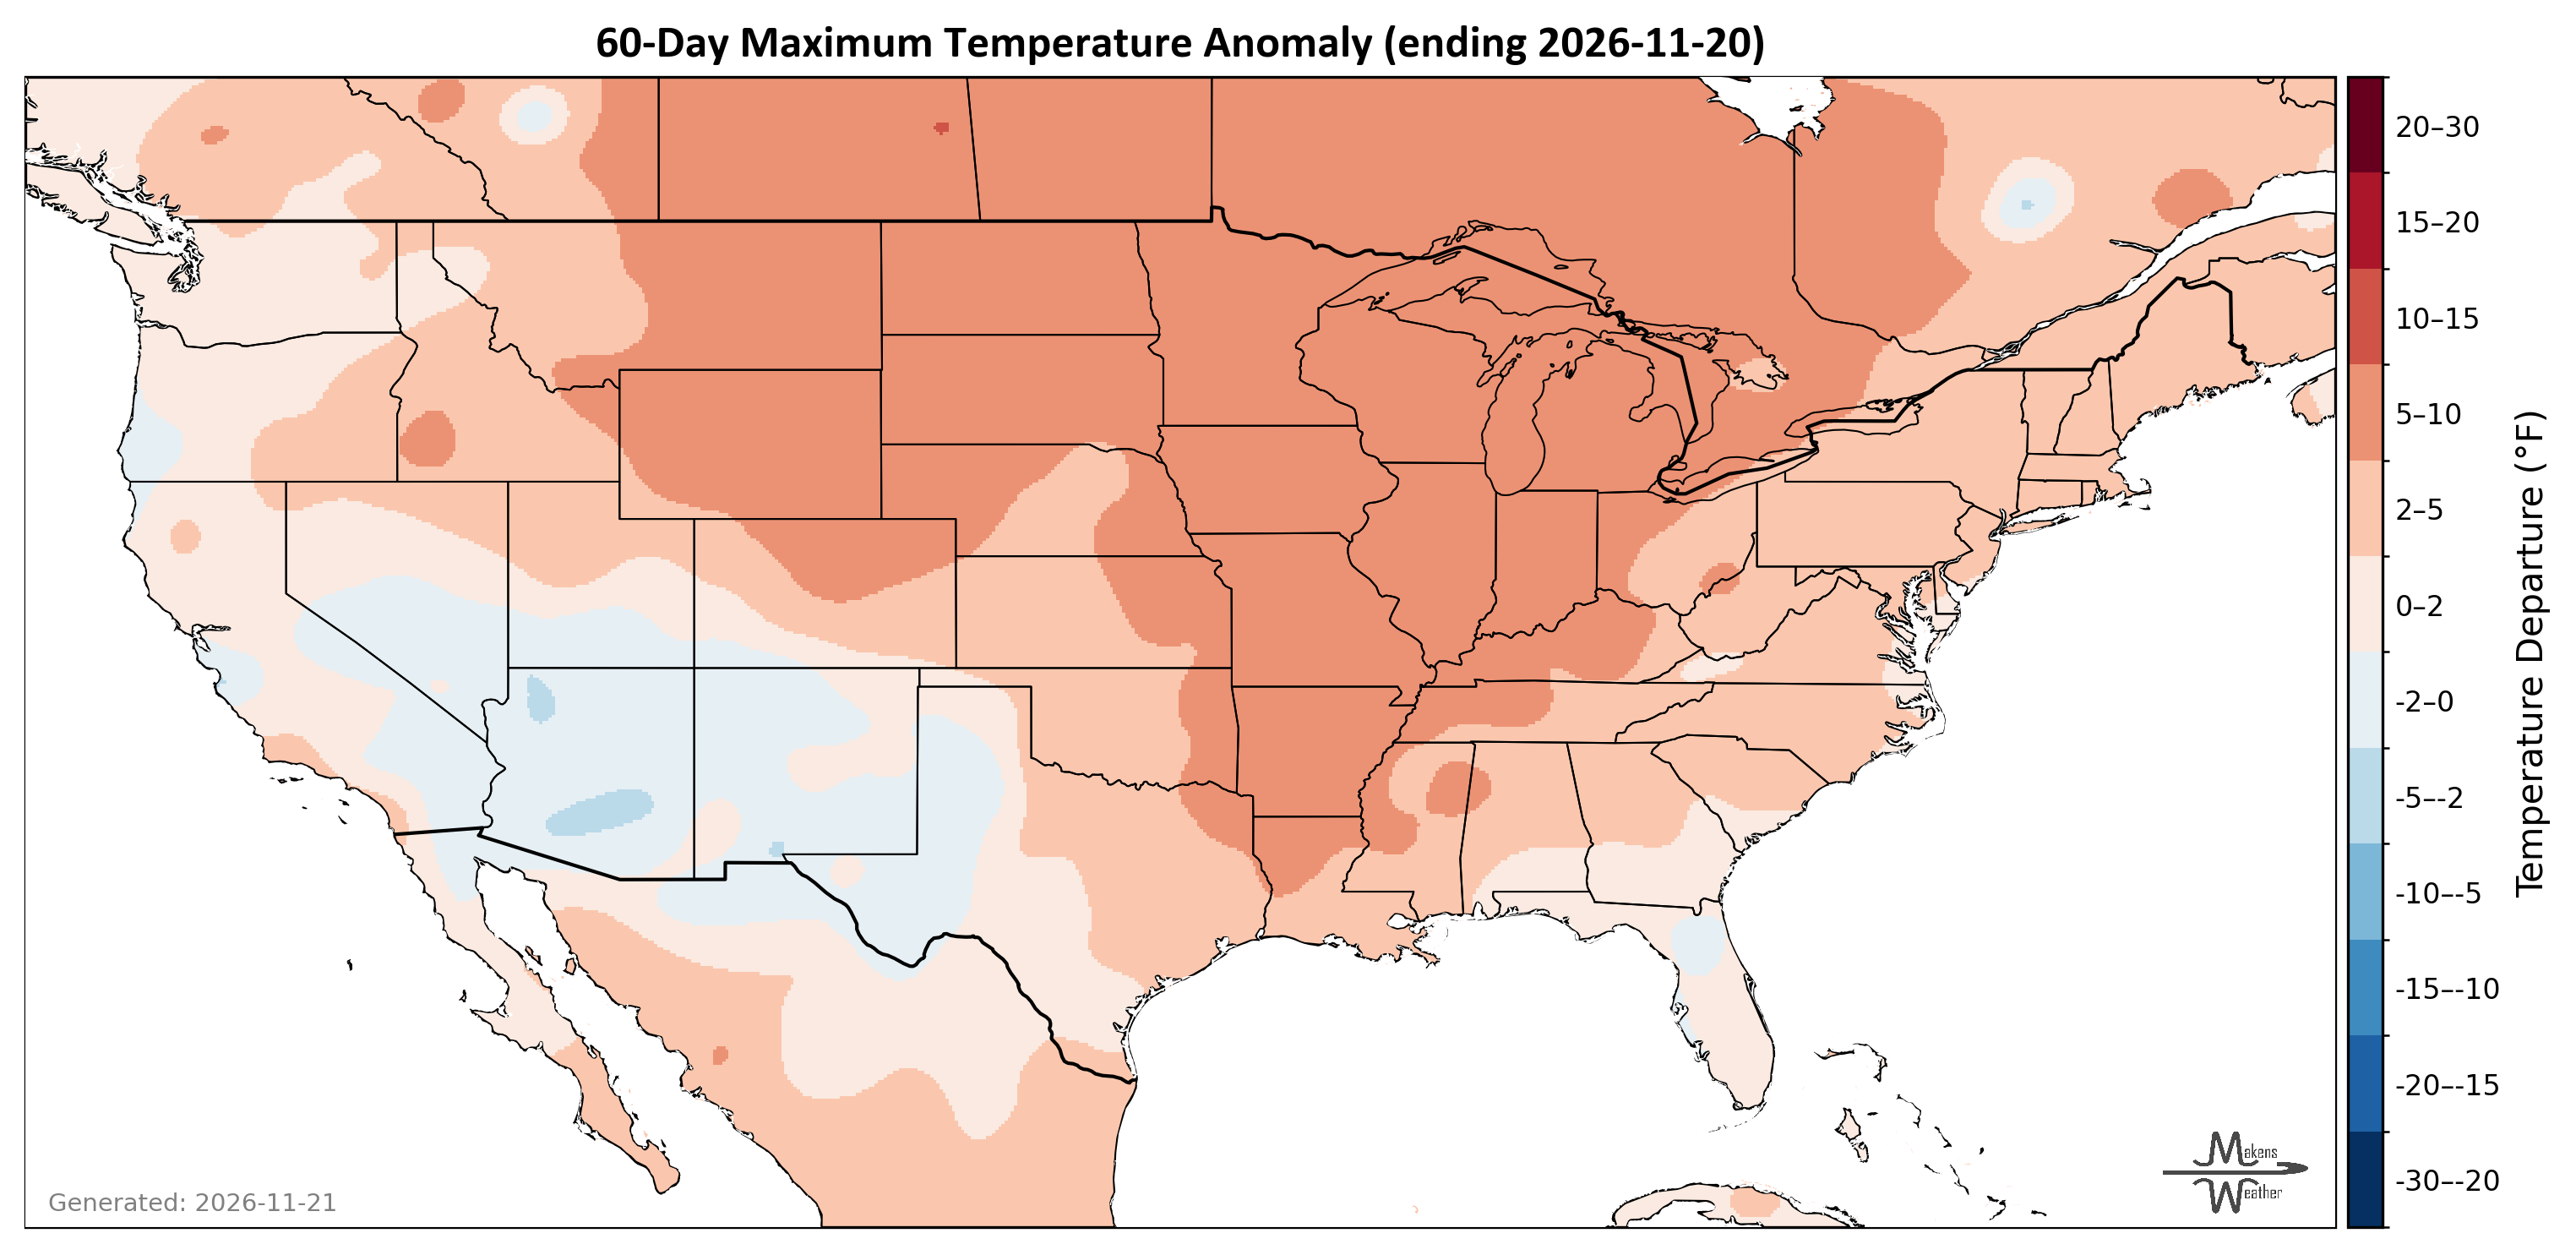 60-Day Maximum Temperature Anomaly (ending 2026-11-20)
20–30
15–20
10–15
5–10
2–5
0–2
-2–0
-5–-2
-10–-5
-15–-10
-20–-15
-30–-20
Temperature Departure (°F)
Makens
Weather
Generated: 2026-11-21